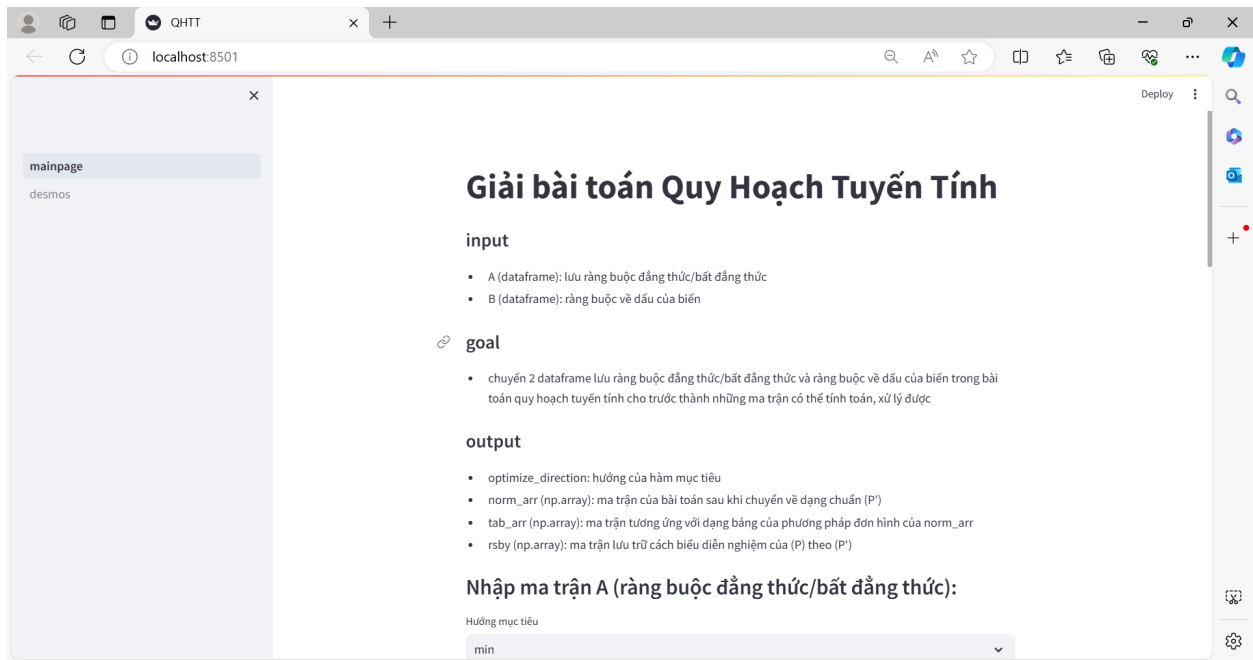 QHTT
localhost:8501
Deploy
mainpage
desmos
Giải bài toán Quy Hoạch Tuyến Tính
input
A (dataframe): lưu ràng buộc đẳng thức/bất đẳng thức
B (dataframe): ràng buộc về dấu của biến
goal
chuyển 2 dataframe lưu ràng buộc đẳng thức/bất đẳng thức và ràng buộc về dấu của biến trong bài
toán quy hoạch tuyến tính cho trước thành những ma trận có thể tính toán, xử lý được
output
optimize_direction: hướng của hàm mục tiêu
norm_arr (np.array): ma trận của bài toán sau khi chuyển về dạng chuẩn (P')
tab_arr (np.array): ma trận tương ứng với dạng bảng của phương pháp đơn hình của norm_arr
rsby (np.array): ma trận lưu trữ cách biểu diễn nghiệm của (P) theo (P')
Nhập ma trận A (ràng buộc đẳng thức/bất đẳng thức):
Hướng mục tiêu
min